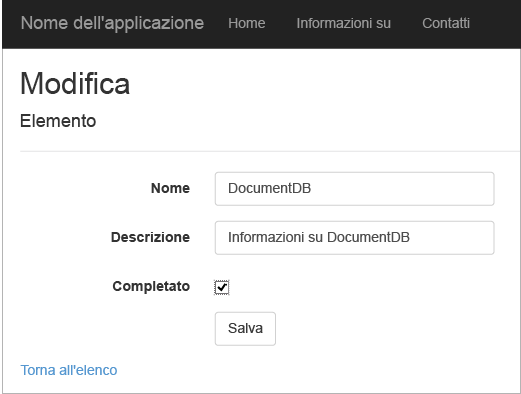 Nome dell'applicazione Home Informazioni su Contatti
Modifica
Elemento
Nome DocumentDB
Descrizione Informazioni su DocumentDB
Completato
Salva
Torna all'elenco